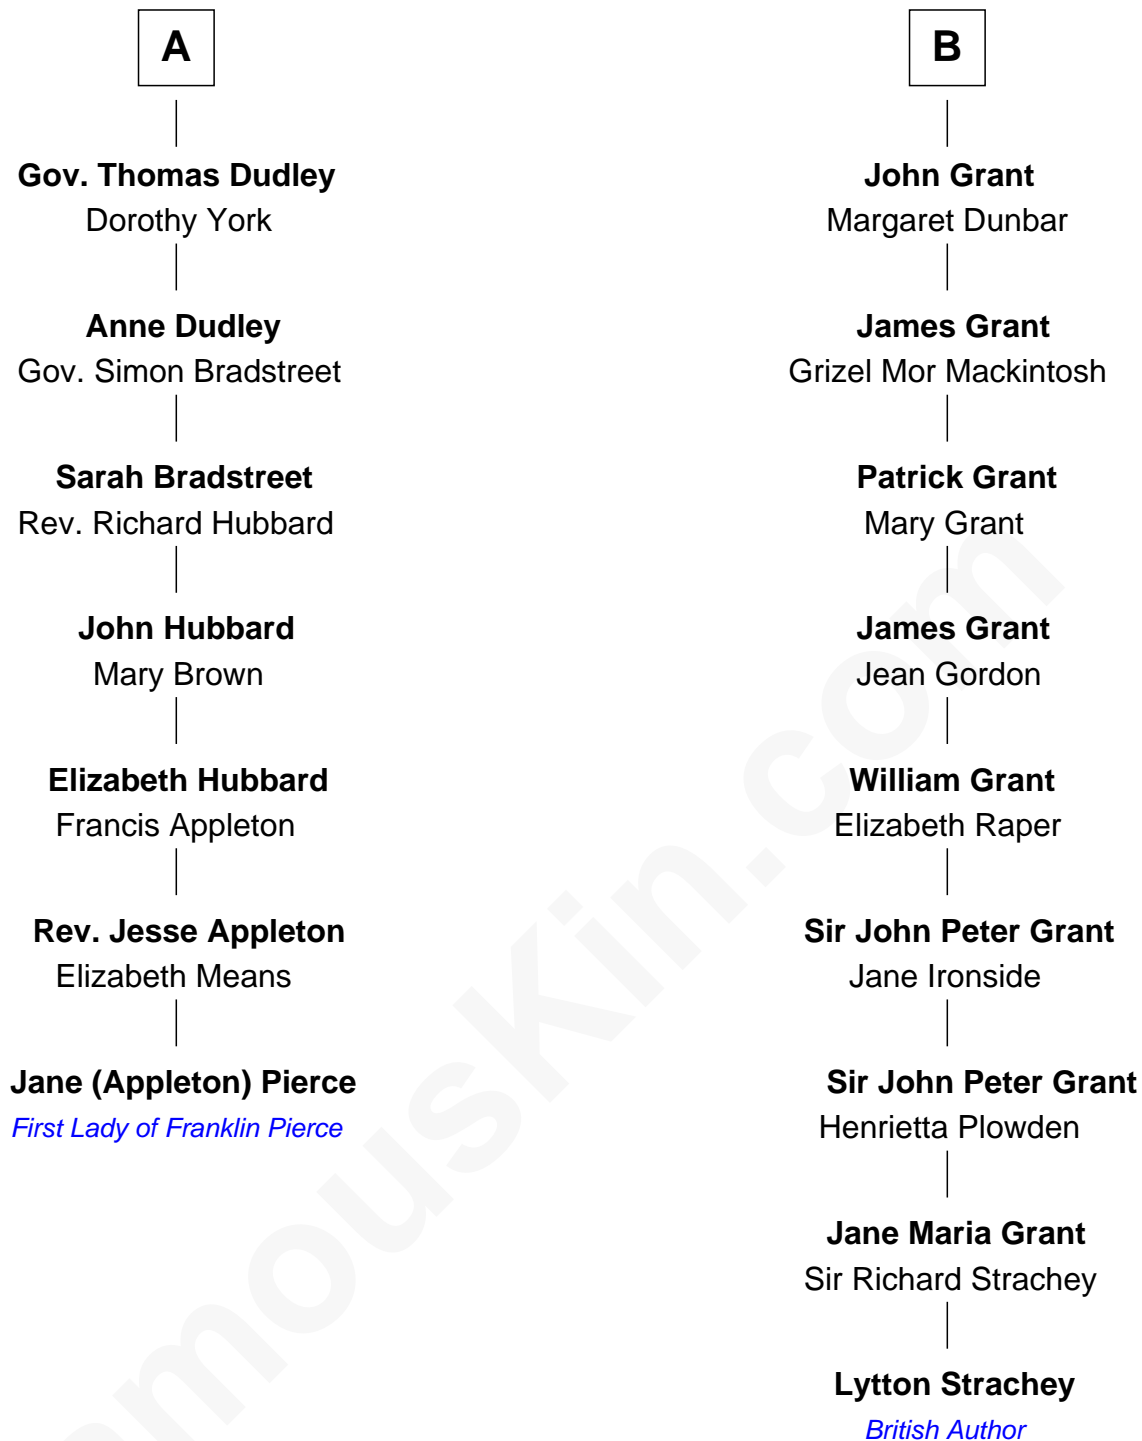 A
Gov. Thomas Dudley
Dorothy York
Anne Dudley
Gov. Simon Bradstreet
Sarah Bradstreet
Rev. Richard Hubbard
John Hubbard
Mary Brown
Elizabeth Hubbard
Francis Appleton
Rev. Jesse Appleton
Elizabeth Means
Jane (Appleton) Pierce
First Lady of Franklin Pierce
B
John Grant
Margaret Dunbar
James Grant
Grizel Mor Mackintosh
Patrick Grant
Mary Grant
James Grant
Jean Gordon
William Grant
Elizabeth Raper
Sir John Peter Grant
Jane Ironside
Sir John Peter Grant
Henrietta Plowden
Jane Maria Grant
Sir Richard Strachey
Lytton Strachey
British Author
amousKin.com